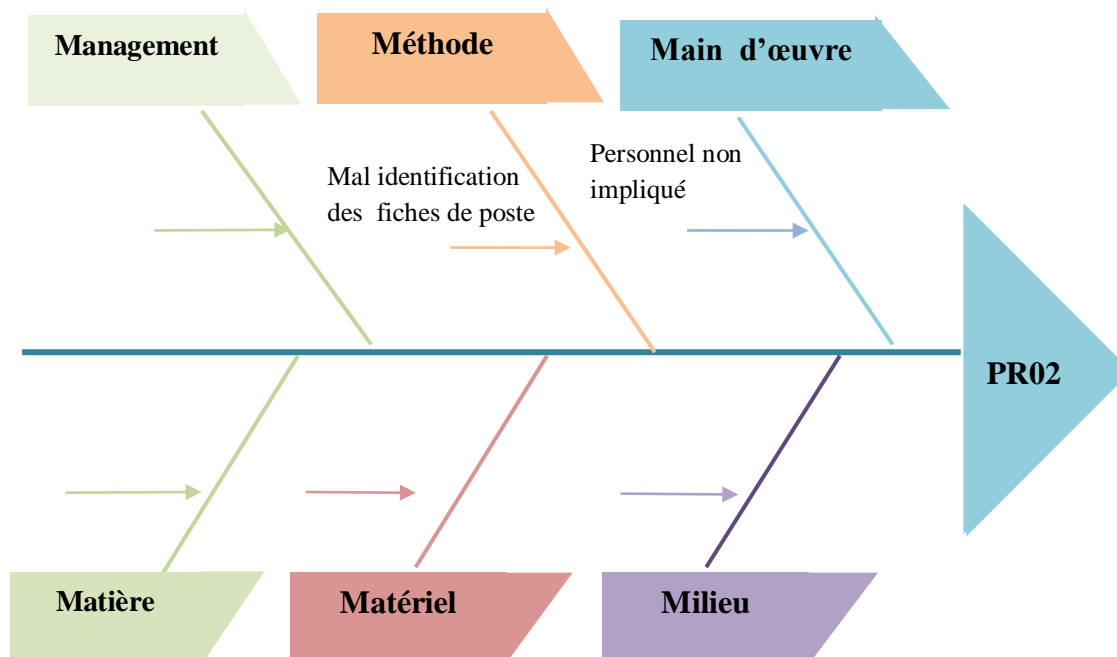 Management
Méthode
Main d’œuvre
Mal identification
des fiches de poste
Personnel non
impliqué
PR02
Matière
Matériel
Milieu